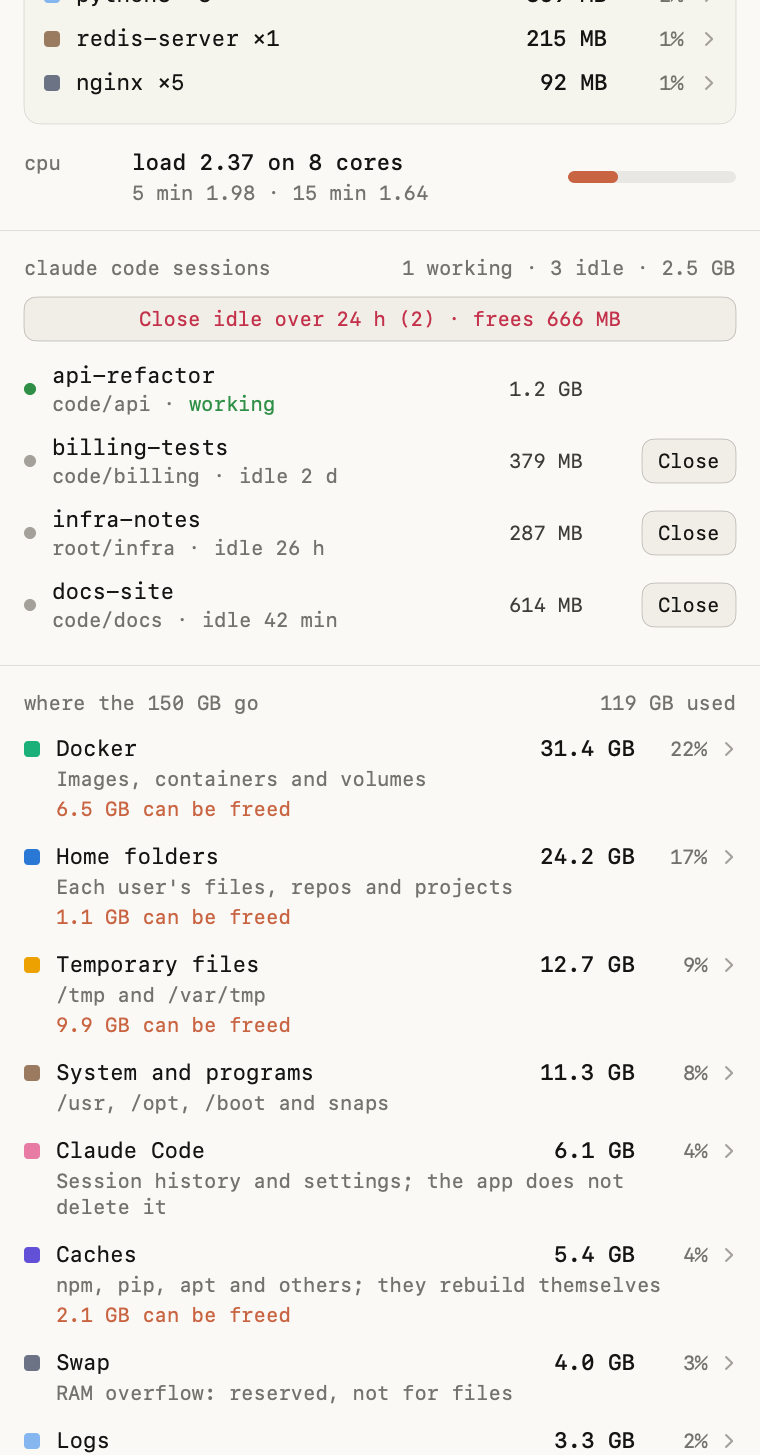 redis-server ×1 215 MB 1%
nginx ×5 92 MB 1%
cpu load 2.37 on 8 cores
5 min 1.98 · 15 min 1.64
claude code sessions 1 working · 3 idle · 2.5 GB
Close idle over 24 h (2) · frees 666 MB
api-refactor
code/api · working 1.2 GB
billing-tests
code/billing · idle 2 d 379 MB Close
infra-notes
root/infra · idle 26 h 287 MB Close
docs-site
code/docs · idle 42 min 614 MB Close
where the 150 GB go 119 GB used
Docker 31.4 GB 22%
Images, containers and volumes
6.5 GB can be freed
Home folders 24.2 GB 17%
Each user's files, repos and projects
1.1 GB can be freed
Temporary files 12.7 GB 9%
/tmp and /var/tmp
9.9 GB can be freed
System and programs 11.3 GB 8%
/usr, /opt, /boot and snaps
Claude Code 6.1 GB 4%
Session history and settings; the app does not
delete it
Caches 5.4 GB 4%
npm, pip, apt and others; they rebuild themselves
2.1 GB can be freed
Swap 4.0 GB 3%
RAM overflow: reserved, not for files
Logs 3.3 GB 2%